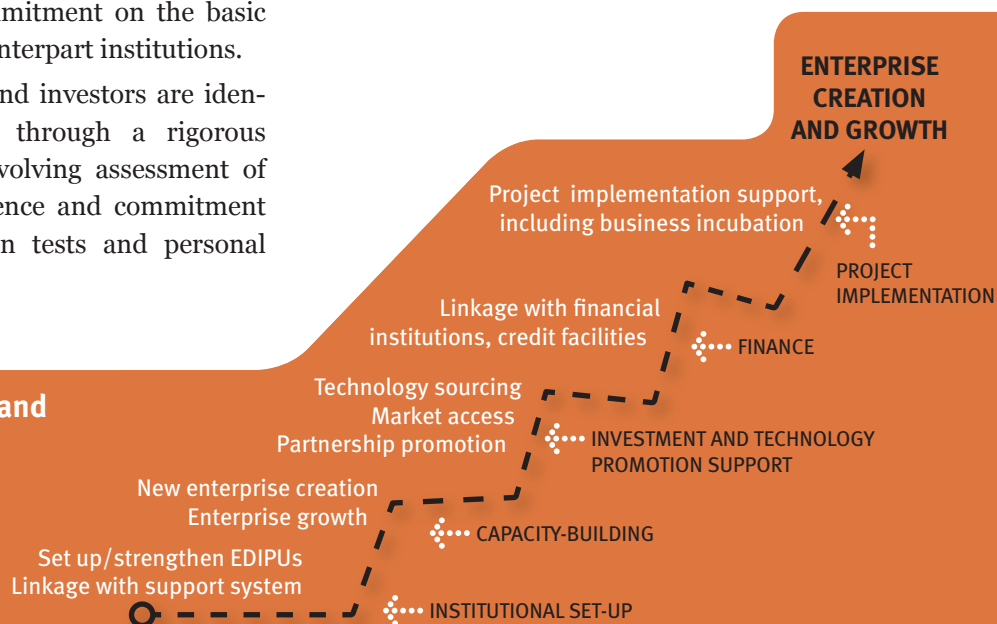 mitment on the basic
nterpart institutions.
nd investors are iden-
through a rigorous
volving assessment of
ence and commitment
n tests and personal
ENTERPRISE
CREATION
AND GROWTH
Project implementation support,
including business incubation
PROJECT
IMPLEMENTATION
Linkage with financial
institutions, credit facilities
FINANCE
and
Technology sourcing
Market access
Partnership promotion
INVESTMENT AND TECHNOLOGY
PROMOTION SUPPORT
New enterprise creation
Enterprise growth
CAPACITY-BUILDING
Set up/strengthen EDIPUs
Linkage with support system
INSTITUTIONAL SET-UP